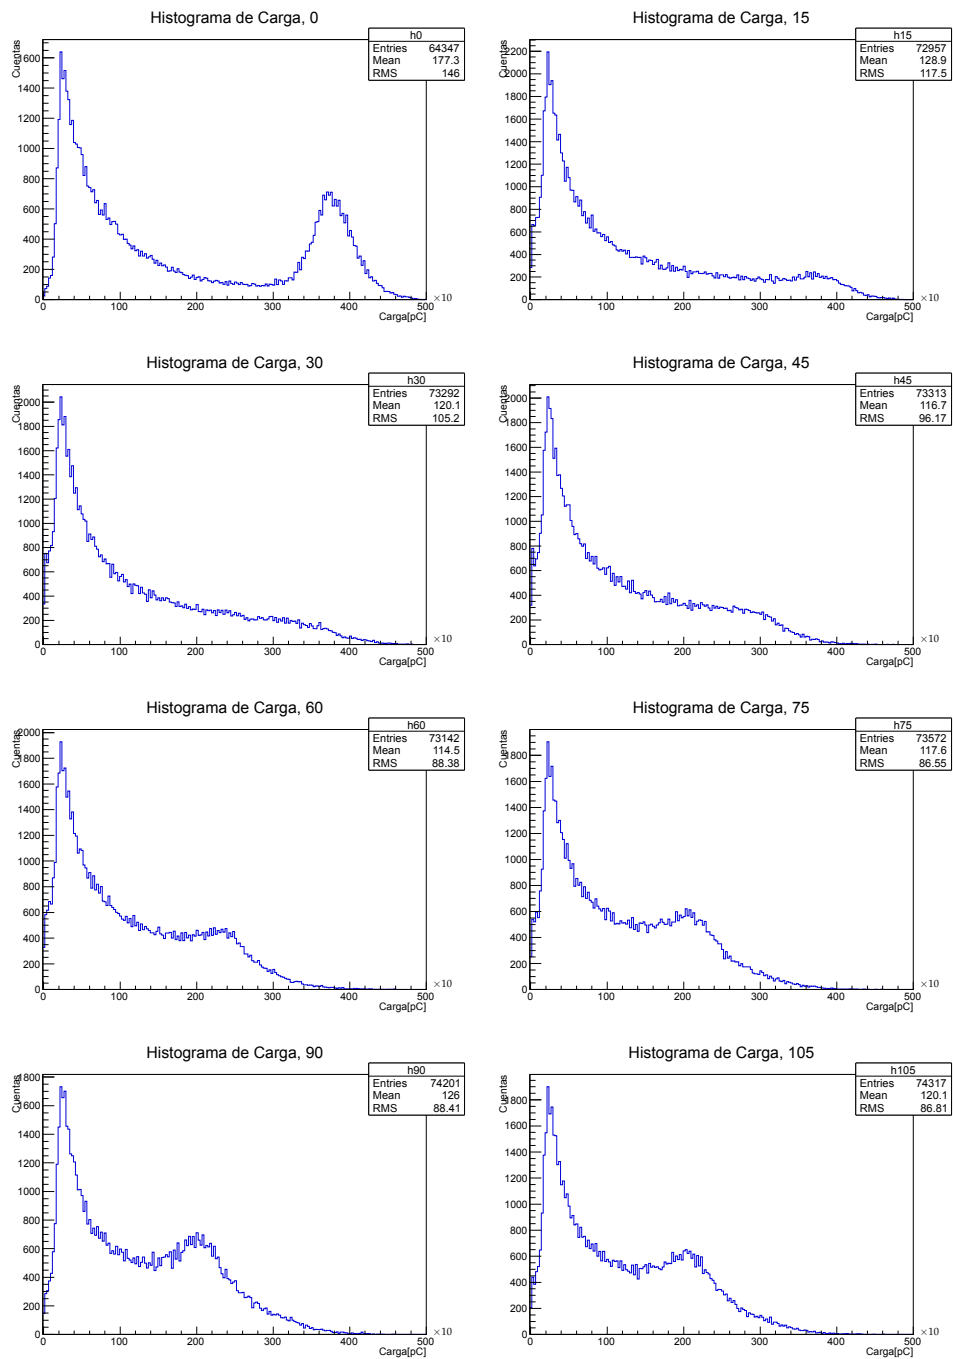 Histograma de Carga, 0
h0
Entries 64347
Mean 177.3
RMS 146
Cuentas
1600
1400
1200
1000
800
600
400
200
0
0 100 200 300 400 500
×10
Carga[pC]
Histograma de Carga, 15
h15
Entries 72957
Mean 128.9
RMS 117.5
Cuentas
2200
2000
1800
1600
1400
1200
1000
800
600
400
200
0
0 100 200 300 400 500
×10
Carga[pC]
Histograma de Carga, 30
h30
Entries 73292
Mean 120.1
RMS 105.2
Cuentas
2000
1800
1600
1400
1200
1000
800
600
400
200
0
0 100 200 300 400 500
×10
Carga[pC]
Histograma de Carga, 45
h45
Entries 73313
Mean 116.7
RMS 96.17
Cuentas
2000
1800
1600
1400
1200
1000
800
600
400
200
0
0 100 200 300 400 500
×10
Carga[pC]
Histograma de Carga, 60
h60
Entries 73142
Mean 114.5
RMS 88.38
Cuentas
2000
1800
1600
1400
1200
1000
800
600
400
200
0
0 100 200 300 400 500
×10
Carga[pC]
Histograma de Carga, 75
h75
Entries 73572
Mean 117.6
RMS 86.55
Cuentas
1800
1600
1400
1200
1000
800
600
400
200
0
0 100 200 300 400 500
×10
Carga[pC]
Histograma de Carga, 90
h90
Entries 74201
Mean 126
RMS 88.41
Cuentas
1800
1600
1400
1200
1000
800
600
400
200
0
0 100 200 300 400 500
×10
Carga[pC]
Histograma de Carga, 105
h105
Entries 74317
Mean 120.1
RMS 86.81
Cuentas
1800
1600
1400
1200
1000
800
600
400
200
0
0 100 200 300 400 500
×10
Carga[pC]